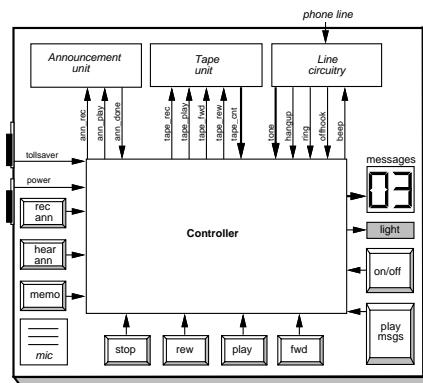 phone line
Announcement
unit
Tape
unit
Line
circuitry
ann_rec
ann_play
ann_done
tape_rec
tape_play
tape_fwd
tape_rew
tape_cnt
tone
hangup
ring
offhook
beep
tollsaver
power
messages
03
rec
ann
light
Controller
hear
ann
on/off
memo
mic
stop
rew
play
fwd
play
msgs